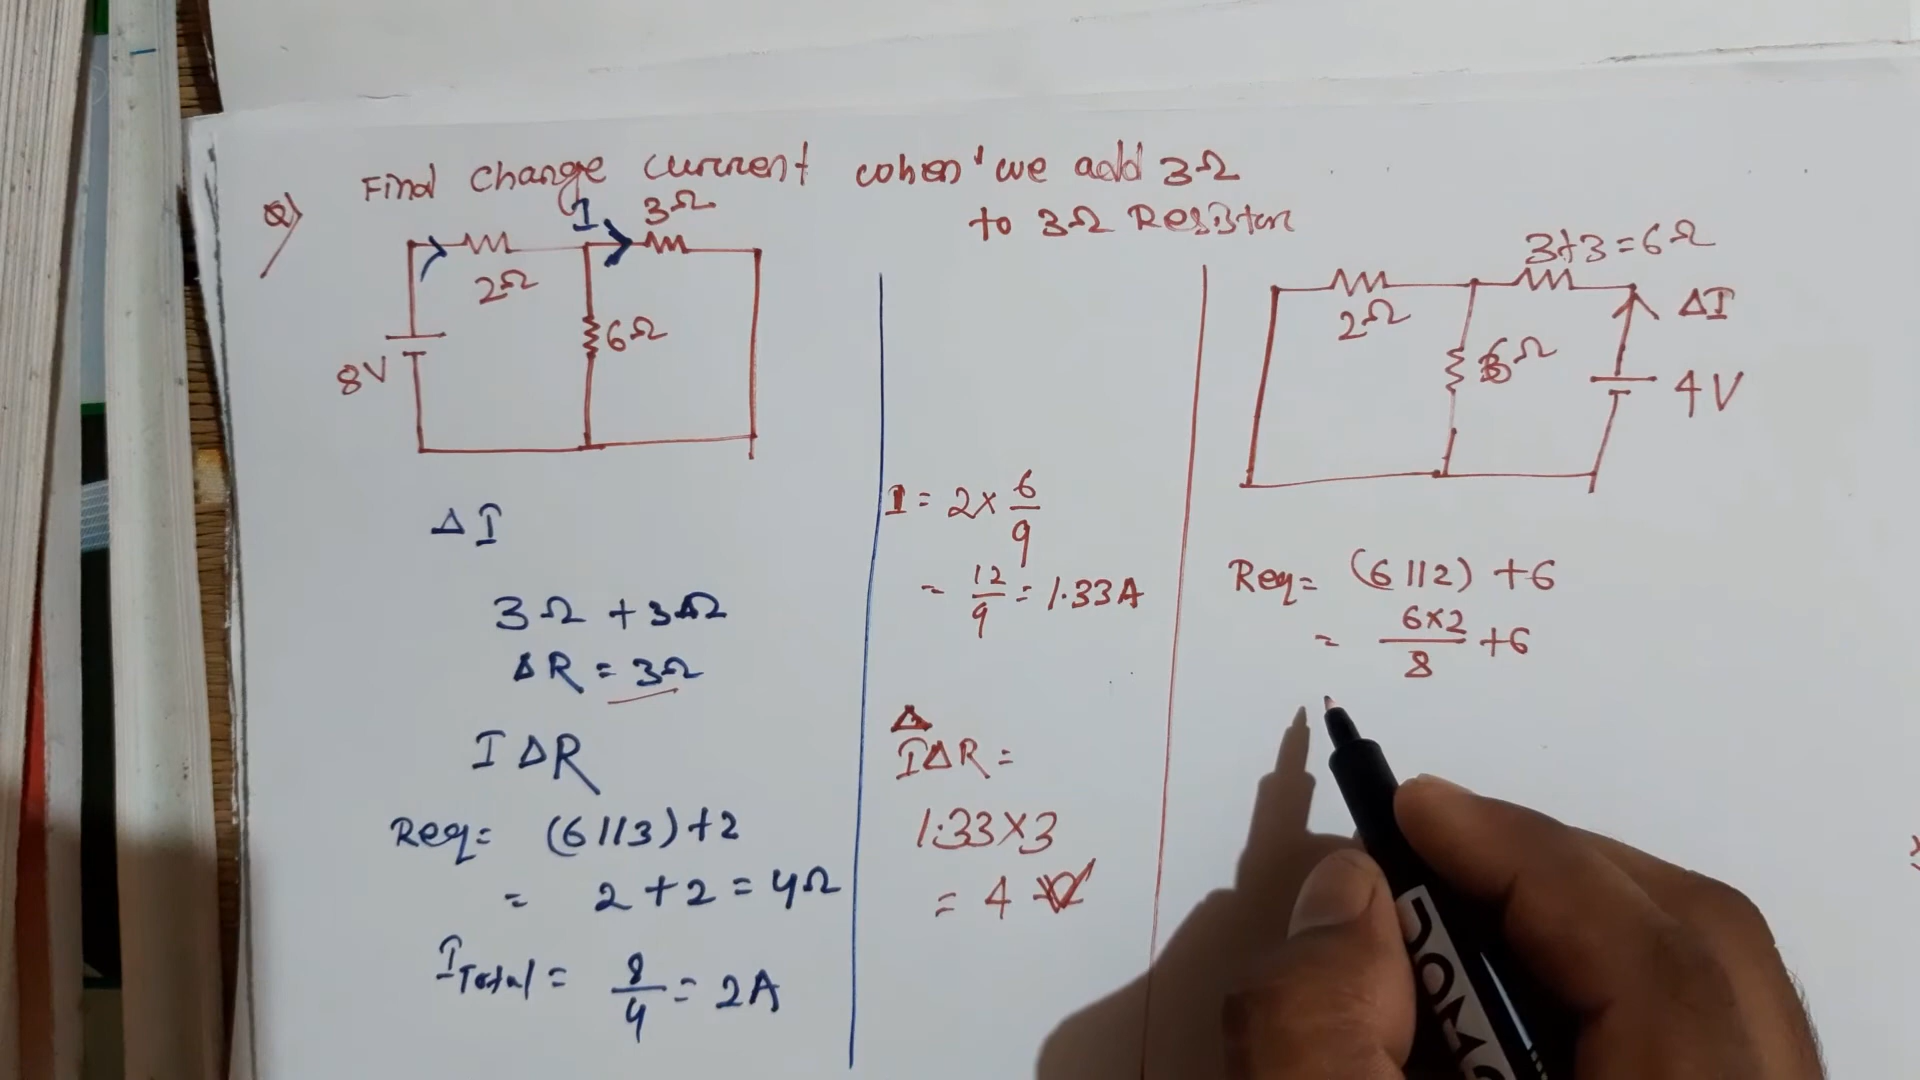 Q) Find change current when we add 3Ω
to 3Ω Resistor
I 3Ω
2Ω
6Ω
8V
ΔI
3Ω + 3Ω
ΔR = 3Ω
IΔR
Req = (6||3)+2
= 2+2 = 4Ω
ITotal = 8/4 = 2A
I = 2 × 6/9
= 12/9 = 1.33A
IΔR =
1.33×3
= 4 V
3+3=6Ω
2Ω
ΔI
6Ω
4V
Req = (6||2) +6
= 6×2/8 +6